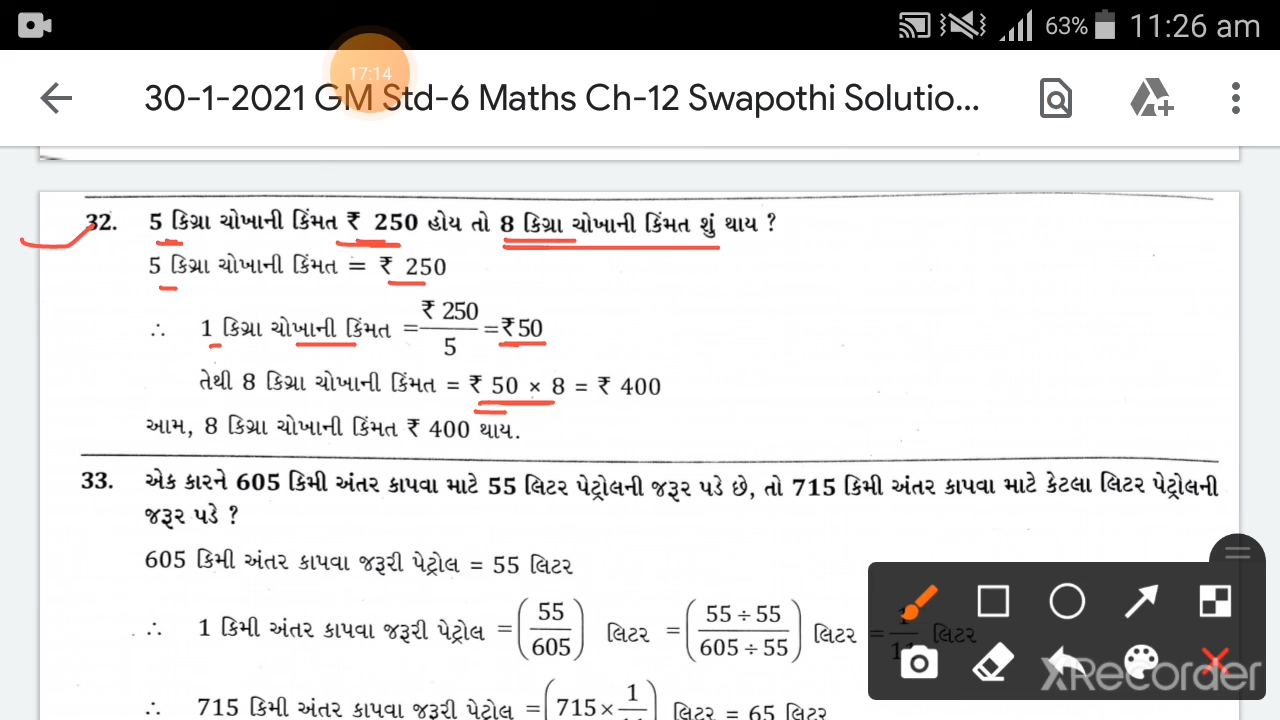 63% 11:26 am
17:14
30-1-2021 GM Std-6 Maths Ch-12 Swapothi Solutio...
32. 5 કિગ્રા ચોખાની કિંમત ₹ 250 હોય તો 8 કિગ્રા ચોખાની કિંમત શું થાય ?
5 કિગ્રા ચોખાની કિંમત = ₹ 250
∴ 1 કિગ્રા ચોખાની કિંમત = ₹ 250 / 5 = ₹50
તેથી 8 કિગ્રા ચોખાની કિંમત = ₹ 50 × 8 = ₹ 400
આમ, 8 કિગ્રા ચોખાની કિંમત ₹ 400 થાય.
33. એક કારને 605 કિમી અંતર કાપવા માટે 55 લિટર પેટ્રોલની જરૂર પડે છે, તો 715 કિમી અંતર કાપવા માટે કેટલા લિટર પેટ્રોલની
જરૂર પડે ?
605 કિમી અંતર કાપવા જરૂરી પેટ્રોલ = 55 લિટર
∴ 1 કિમી અંતર કાપવા જરૂરી પેટ્રોલ = (55 / 605) લિટર = (55 ÷ 55 / 605 ÷ 55) લિટર = લિટર
∴ 715 કિમી અંતર કાપવા જરૂરી પેટ્રોલ = (715 × 1 લિટર = 65 લિટર
XRecorder